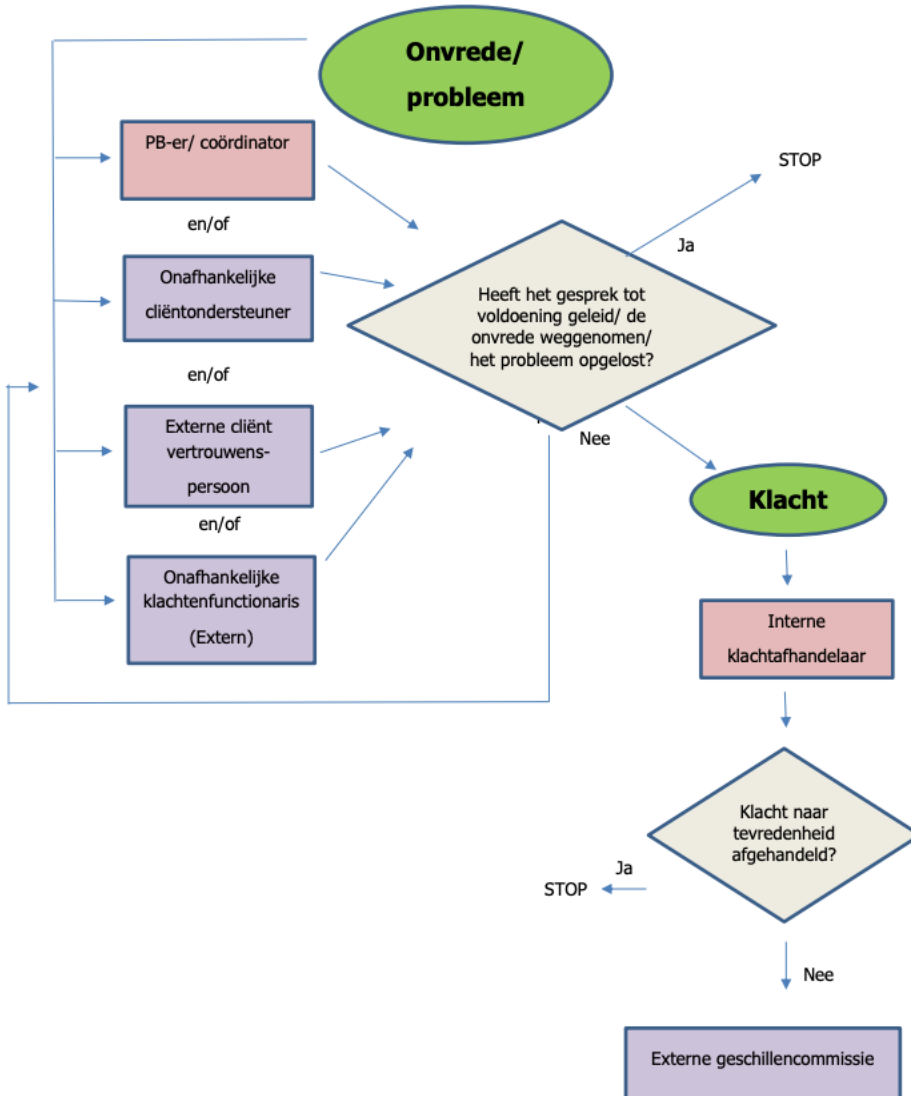 Onvrede/
probleem
PB-er/ coördinator
STOP
en/of
Ja
Onafhankelijke
cliëntondersteuner
Heeft het gesprek tot
voldoening geleid/ de
onvrede weggenomen/
het probleem opgelost?
en/of
Externe cliënt
vertrouwens-
persoon
Nee
Klacht
en/of
Onafhankelijke
klachtenfunctionaris
(Extern)
Interne
klachtafhandelaar
Klacht naar
tevredenheid
afgehandeld?
Ja
STOP
Nee
Externe geschillencommissie